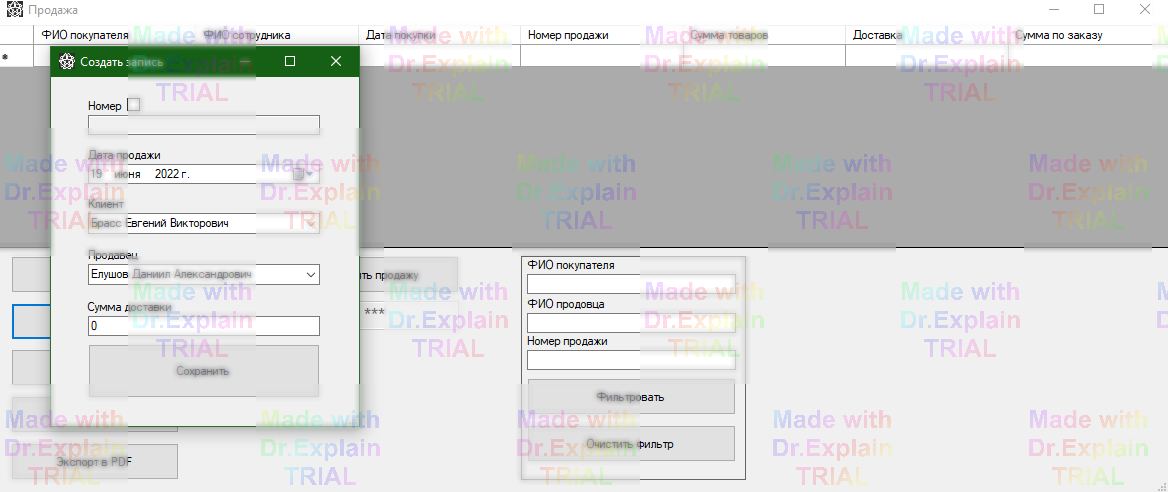 Продажа
ФИО покупателя ФИО сотрудника Дата покупки Номер продажи Сумма товаров Доставка Сумма по заказу
*
Создать запись
Номер
Дата продажи
19 июня 2022 г.
Клиент
Брасс Евгений Викторович
Продавец
Елушов Даниил Александрович
Сумма доставки
0
Сохранить
ть продажу
***
Экспорт в PDF
ФИО покупателя
ФИО продовца
Номер продажи
Фильтровать
Очистить фильтр
Made with
Dr.Explain
TRIAL